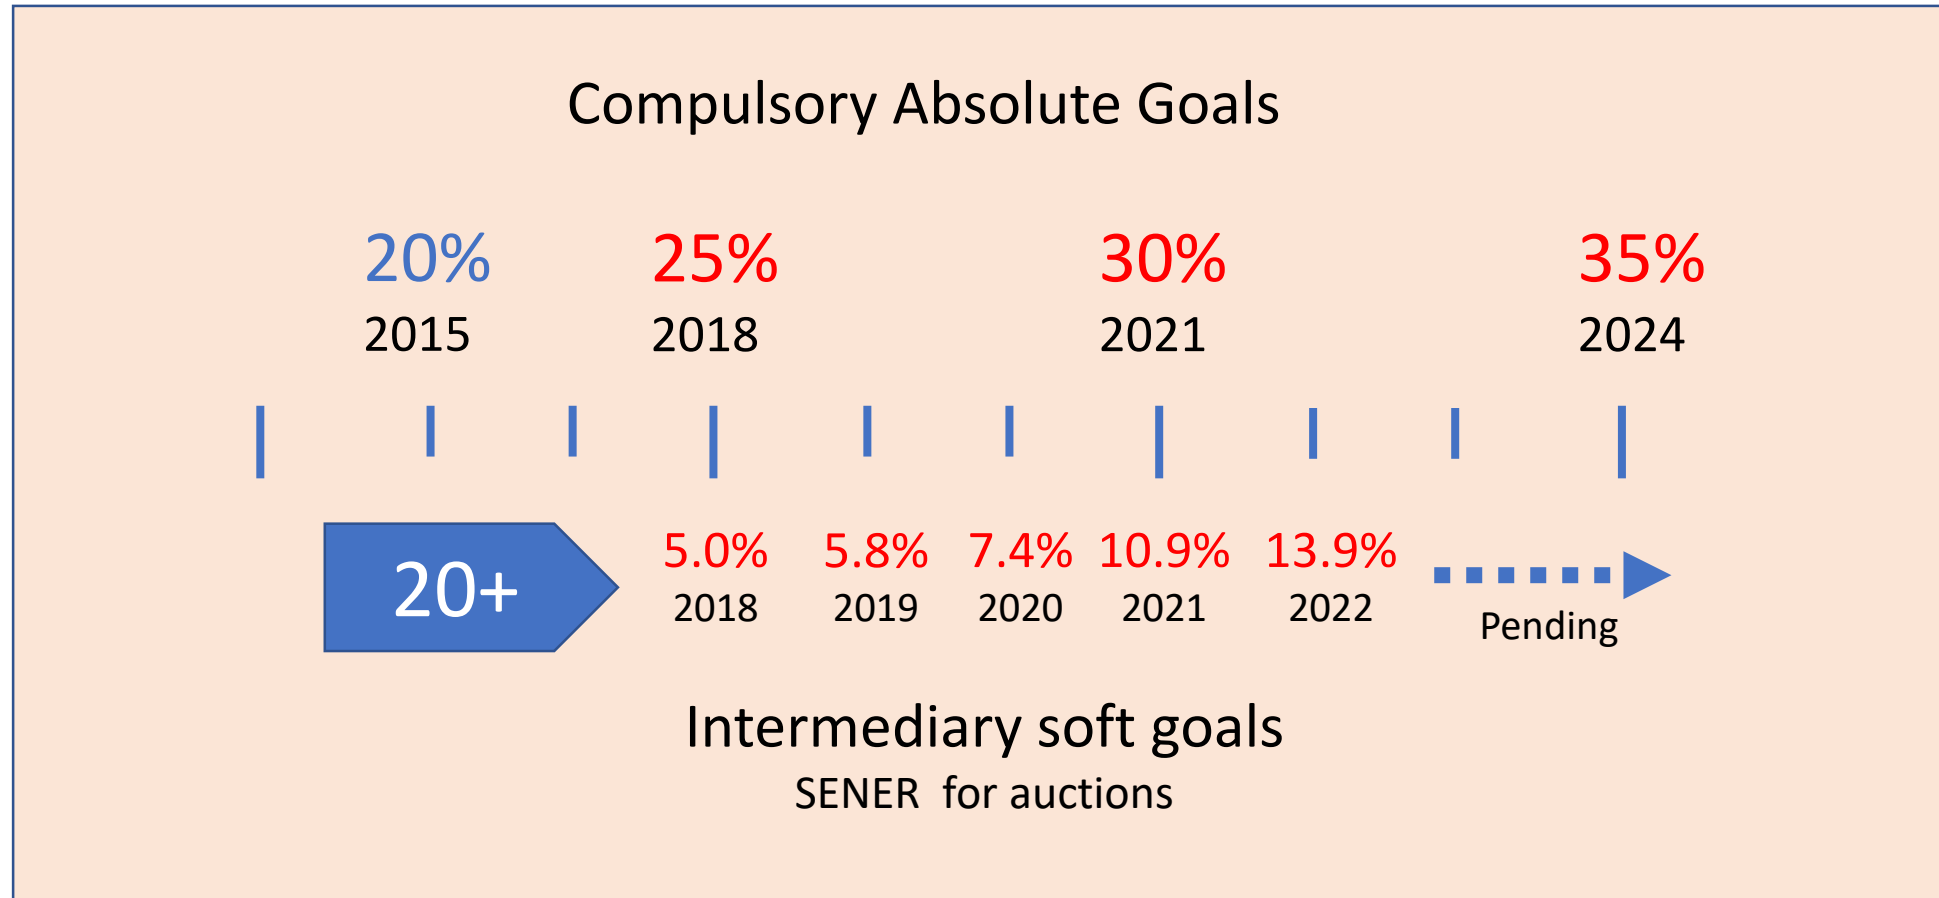 Compulsory Absolute Goals
20% 25% 30% 35%
2015 2018 2021 2024
20+
5.0% 5.8% 7.4% 10.9% 13.9%
2018 2019 2020 2021 2022
Pending
Intermediary soft goals
SENER for auctions